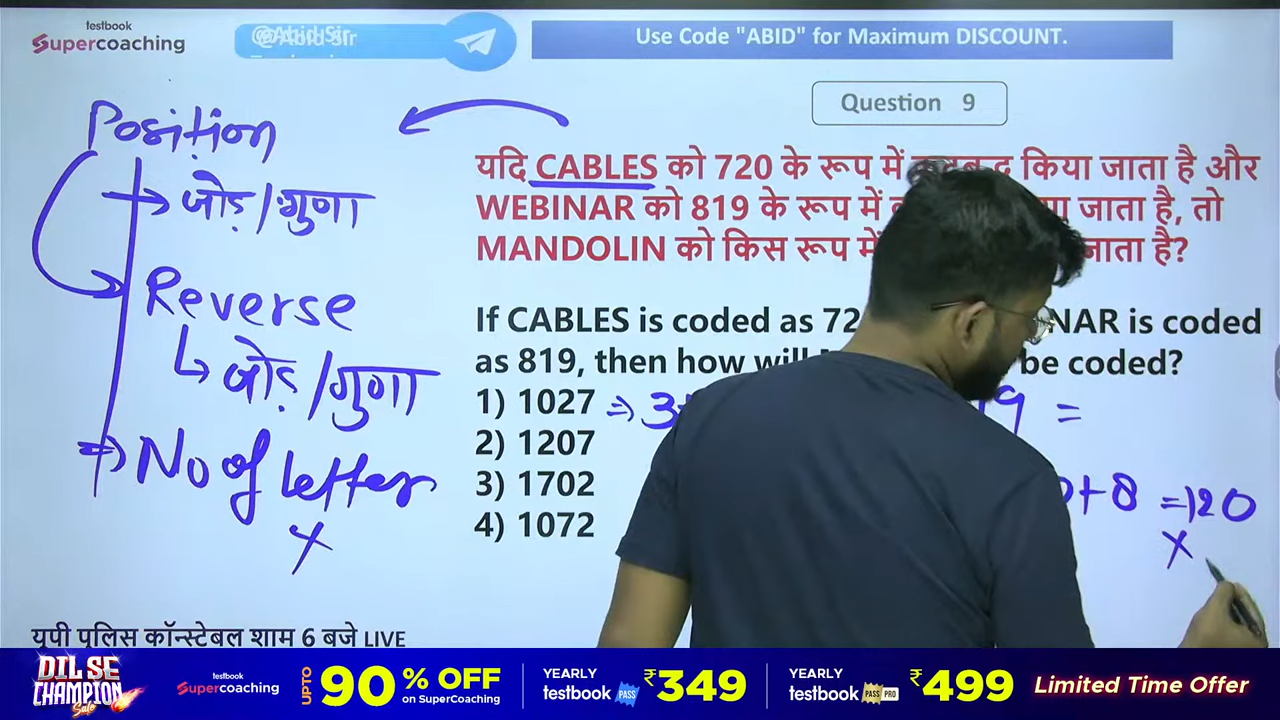 testbook
Supercoaching
@Abid Sir
Use Code "ABID" for Maximum DISCOUNT.
Question 9
Position
जोड़/गुणा
Reverse
जोड़/गुणा
No of letter
X
यदि CABLES को 720 के रूप में किया जाता है और
WEBINAR को 819 के रूप में जाता है, तो
MANDOLIN को किस रूप में जाता है?
If CABLES is coded as 72 NAR is coded
as 819, then how will be coded?
1) 1027 ⇒ 3+ 19 =
2) 1207
3) 1702
4) 1072
+ 8 = 120
X
यूपी पुलिस कॉन्स्टेबल शाम 6 बजे LIVE
DIL SE
CHAMPION
Sale
testbook
Supercoaching
UPTO 90% OFF
on SuperCoaching
YEARLY
testbook PASS ₹349
YEARLY
testbook PASS PRO ₹499
Limited Time Offer